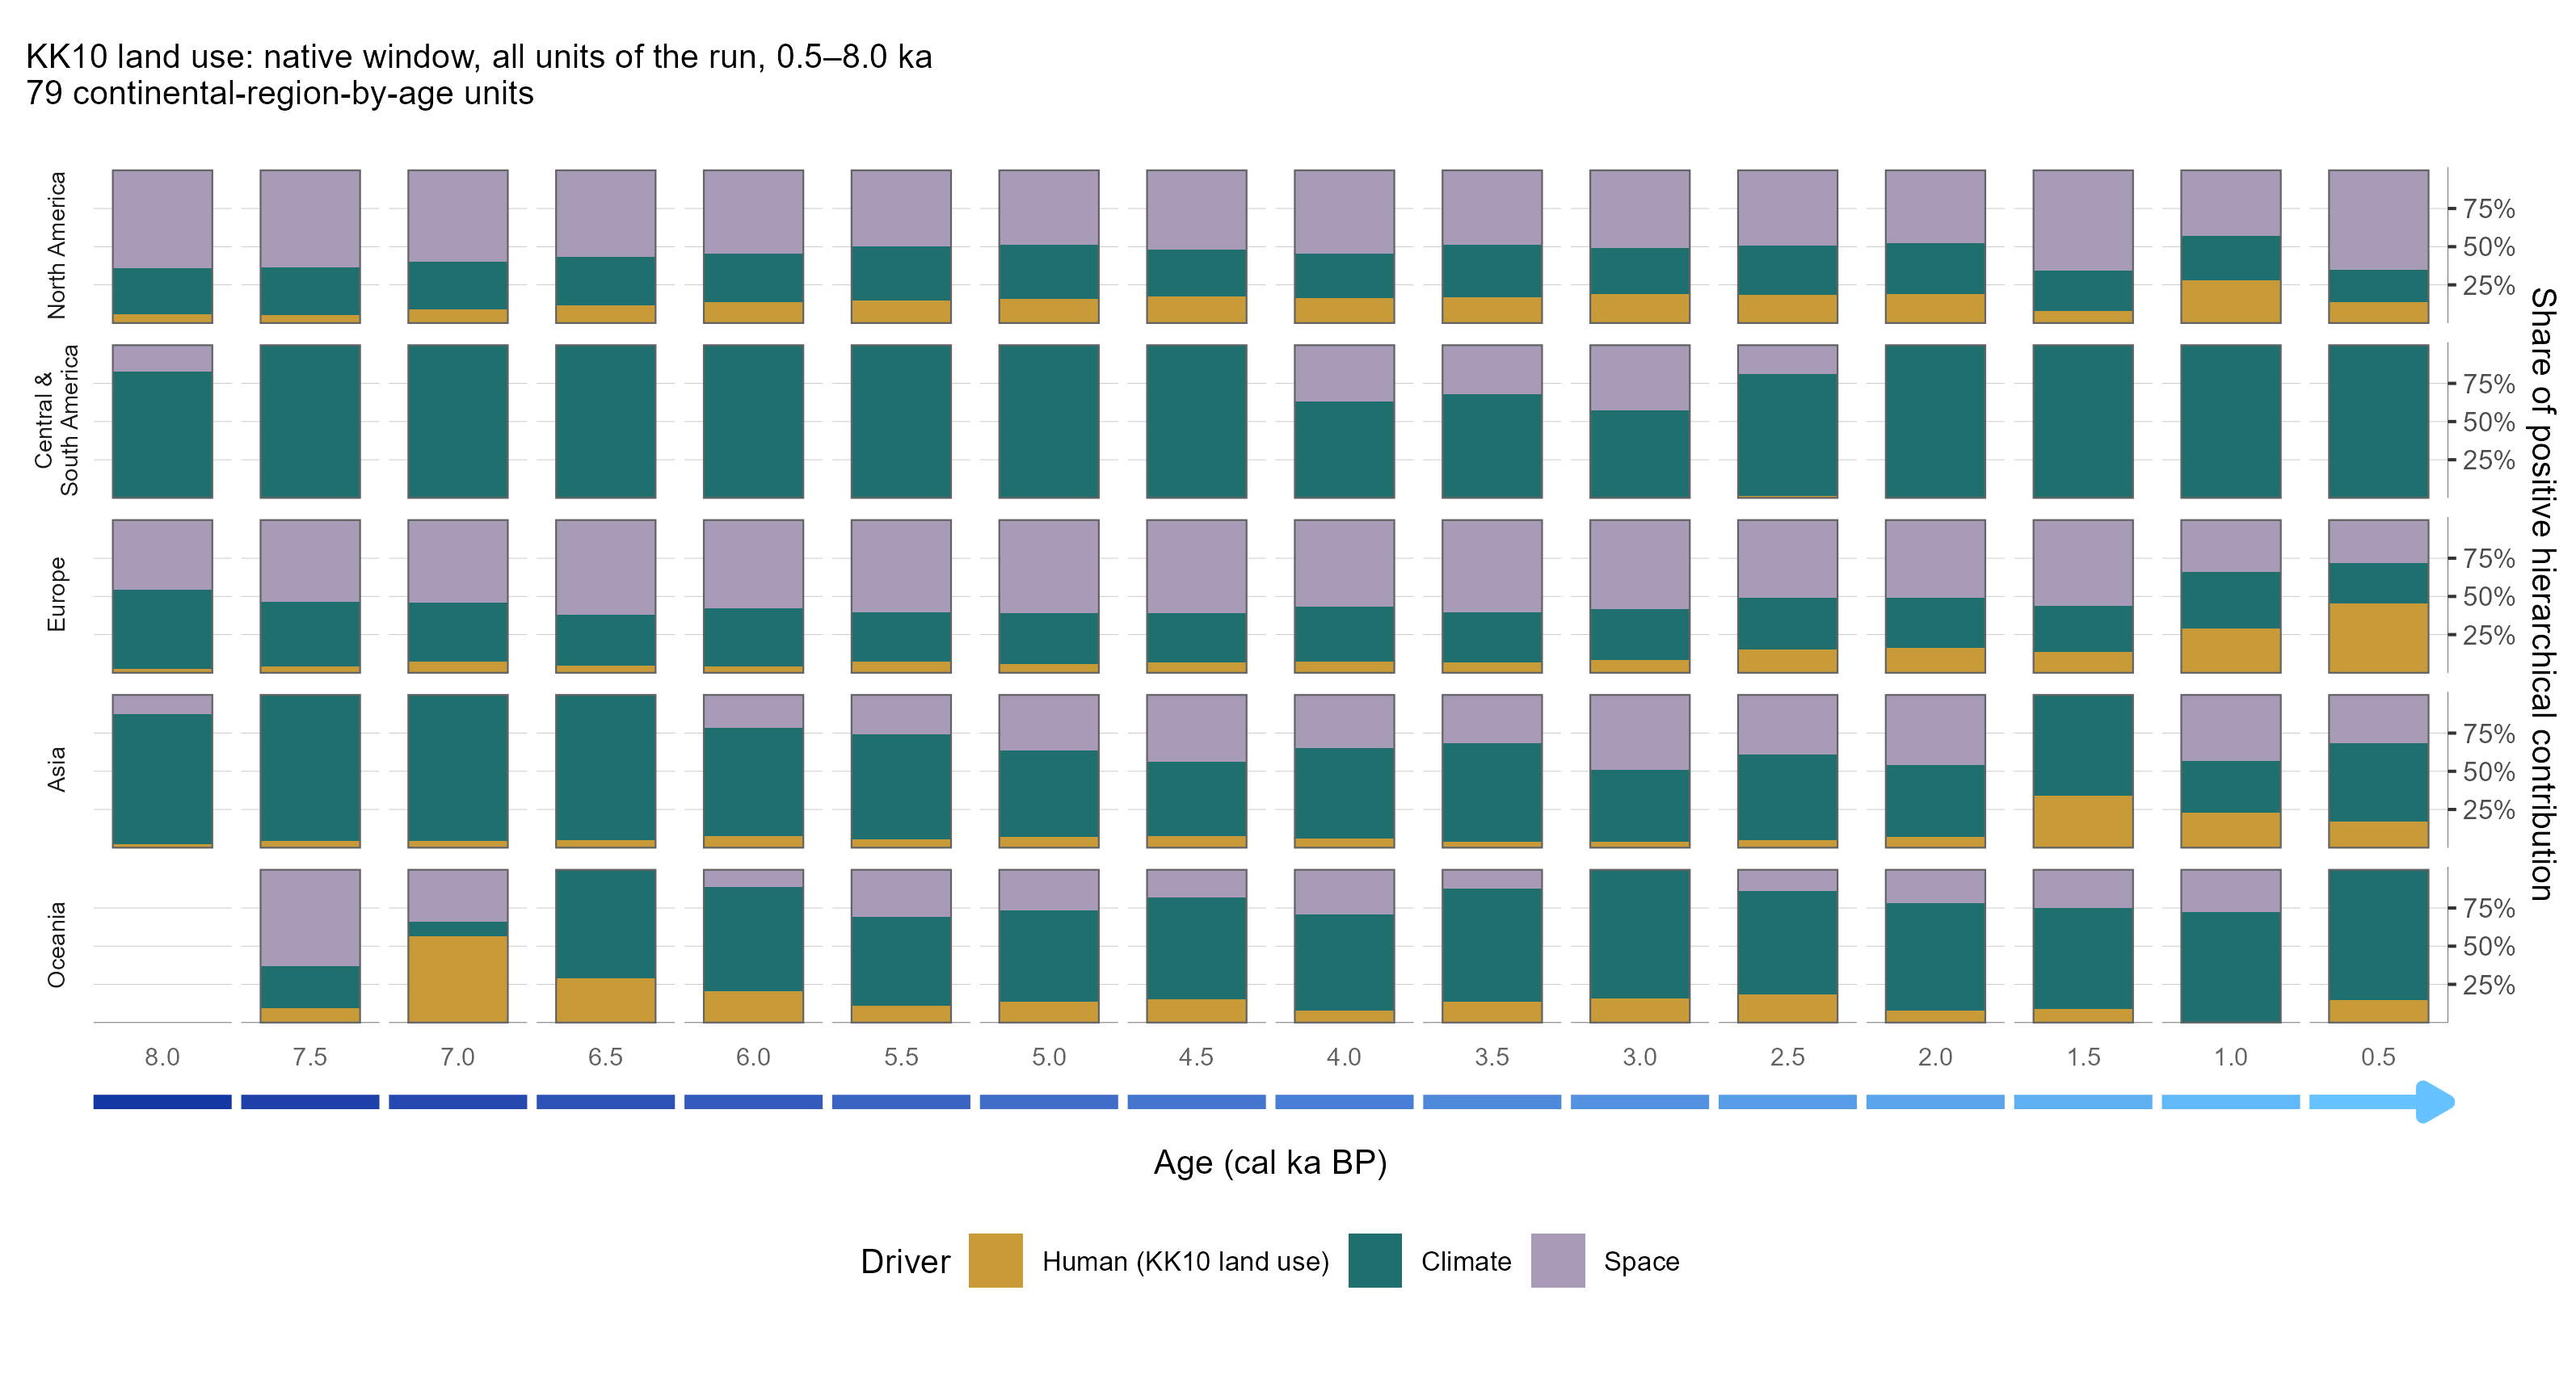 KK10 land use: native window, all units of the run, 0.5–8.0 ka
79 continental-region-by-age units
North America
75%
50%
25%
Central &
South America
75%
50%
25%
Europe
75%
50%
25%
Asia
75%
50%
25%
Oceania
75%
50%
25%
Share of positive hierarchical contribution
8.0 7.5 7.0 6.5 6.0 5.5 5.0 4.5 4.0 3.5 3.0 2.5 2.0 1.5 1.0 0.5
Age (cal ka BP)
Driver Human (KK10 land use) Climate Space